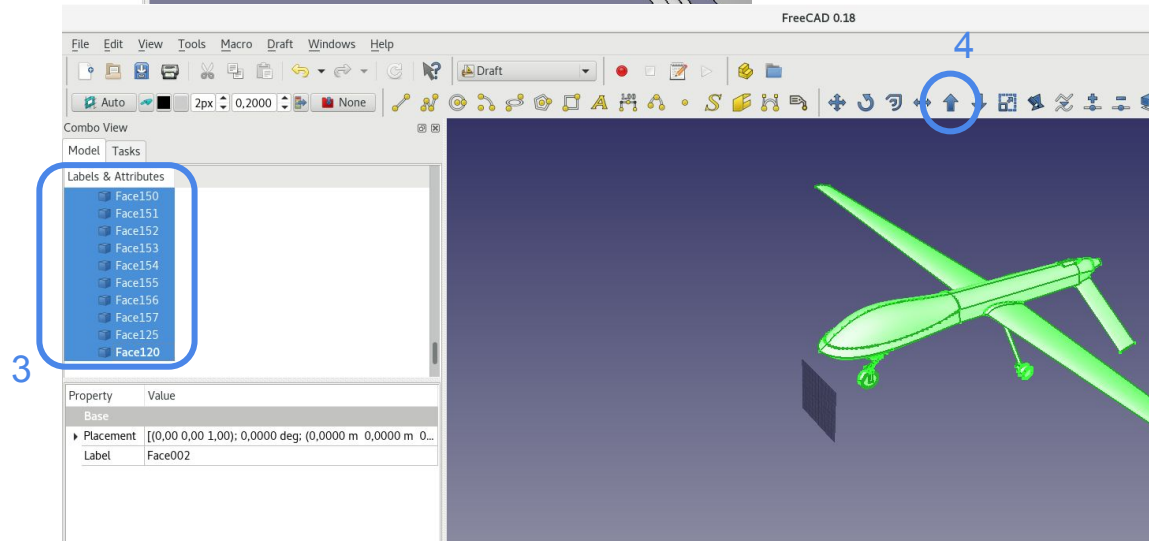 FreeCAD 0.18
File Edit View Tools Macro Draft Windows Help
4
Draft
Auto 2px 0,2000 None
A 1.00 S
Combo View
Model Tasks
Labels & Attributes
Face150
Face151
Face152
Face153
Face154
Face155
Face156
Face157
Face125
Face120
3
Property Value
Base
Placement [(0,00 0,00 1,00); 0,0000 deg; (0,0000 m 0,0000 m 0...
Label Face002